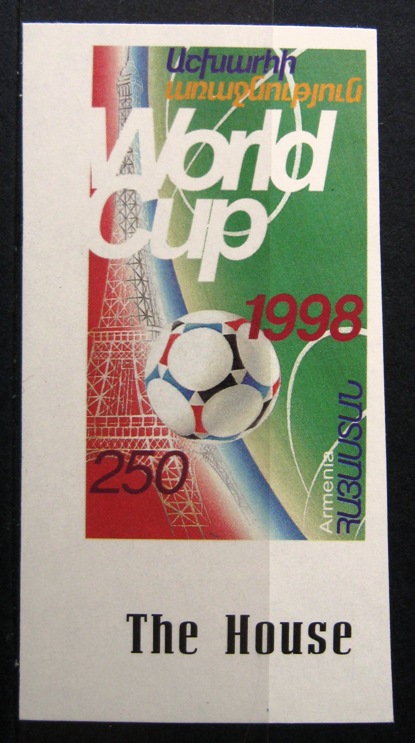 Աշխարհի
առաջնություն
World
Cup
1998
250
Armenia
ՀԱՅԱՍՏԱՆ
The House